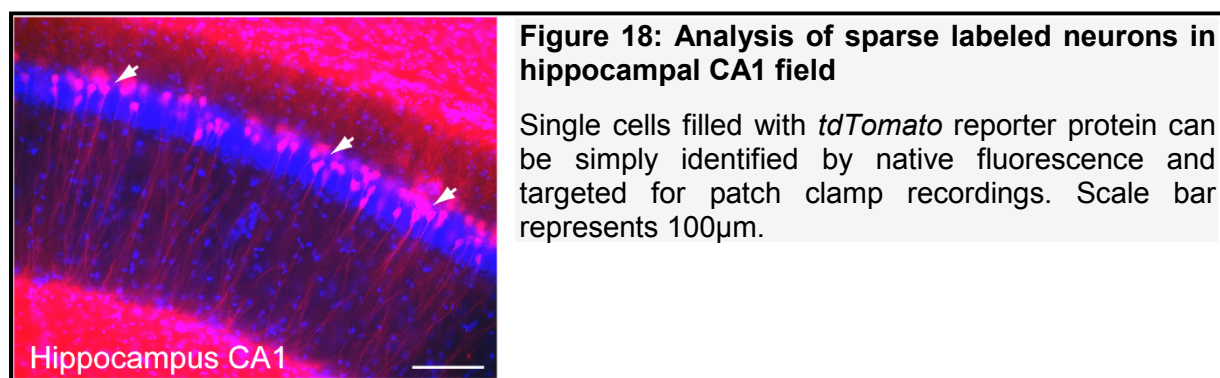 Figure 18: Analysis of sparse labeled neurons in
hippocampal CA1 field
Single cells filled with tdTomato reporter protein can
be simply identified by native fluorescence and
targeted for patch clamp recordings. Scale bar
represents 100μm.
Hippocampus CA1